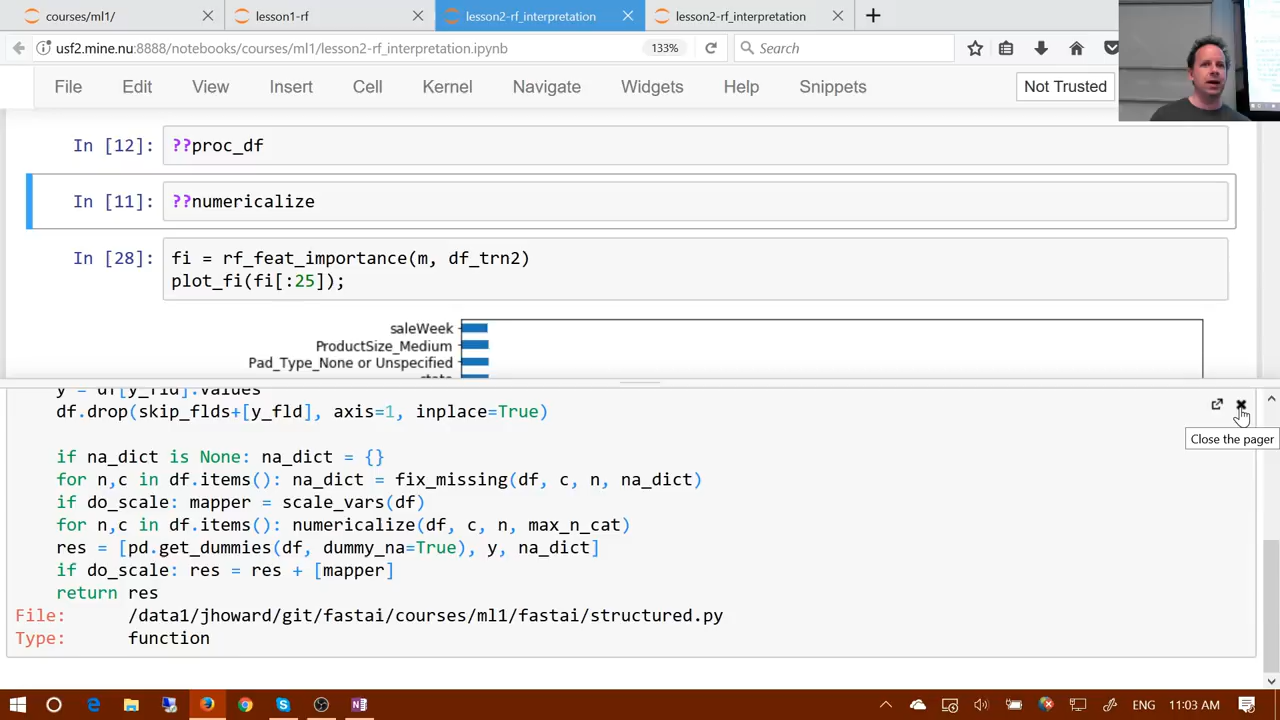 courses/ml1/
lesson1-rf
lesson2-rf_interpretation
lesson2-rf_interpretation
usf2.mine.nu:8888/notebooks/courses/ml1/lesson2-rf_interpretation.ipynb
133%
Search
File Edit View Insert Cell Kernel Navigate Widgets Help Snippets
Not Trusted
In [12]: ??proc_df
In [11]: ??numericalize
In [28]: fi = rf_feat_importance(m, df_trn2)
plot_fi(fi[:25]);
saleWeek
ProductSize_Medium
Pad_Type_None or Unspecified
y = df[y_fld].values
df.drop(skip_flds+[y_fld], axis=1, inplace=True)
Close the pager
if na_dict is None: na_dict = {}
for n,c in df.items(): na_dict = fix_missing(df, c, n, na_dict)
if do_scale: mapper = scale_vars(df)
for n,c in df.items(): numericalize(df, c, n, max_n_cat)
res = [pd.get_dummies(df, dummy_na=True), y, na_dict]
if do_scale: res = res + [mapper]
return res
File: /data1/jhoward/git/fastai/courses/ml1/fastai/structured.py
Type: function
ENG 11:03 AM